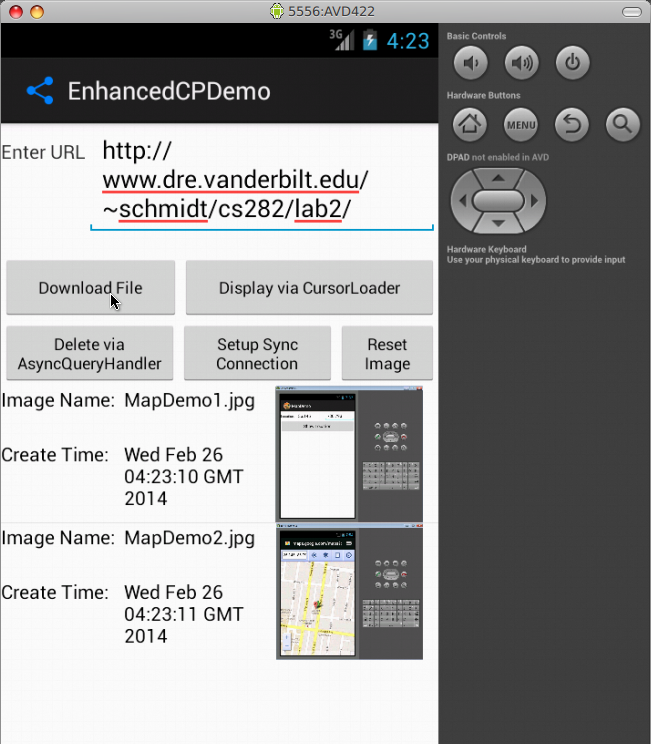 5556:AVD422
3G 4:23
EnhancedCPDemo
Enter URL http://
www.dre.vanderbilt.edu/
~schmidt/cs282/lab2/
Download File
Display via CursorLoader
Delete via
AsyncQueryHandler
Setup Sync
Connection
Reset
Image
Image Name: MapDemo1.jpg
Create Time: Wed Feb 26
04:23:10 GMT
2014
MapDemo
Image Name: MapDemo2.jpg
Create Time: Wed Feb 26
04:23:11 GMT
2014
Basic Controls
Hardware Buttons
MENU
DPAD not enabled in AVD
Hardware Keyboard
Use your physical keyboard to provide input